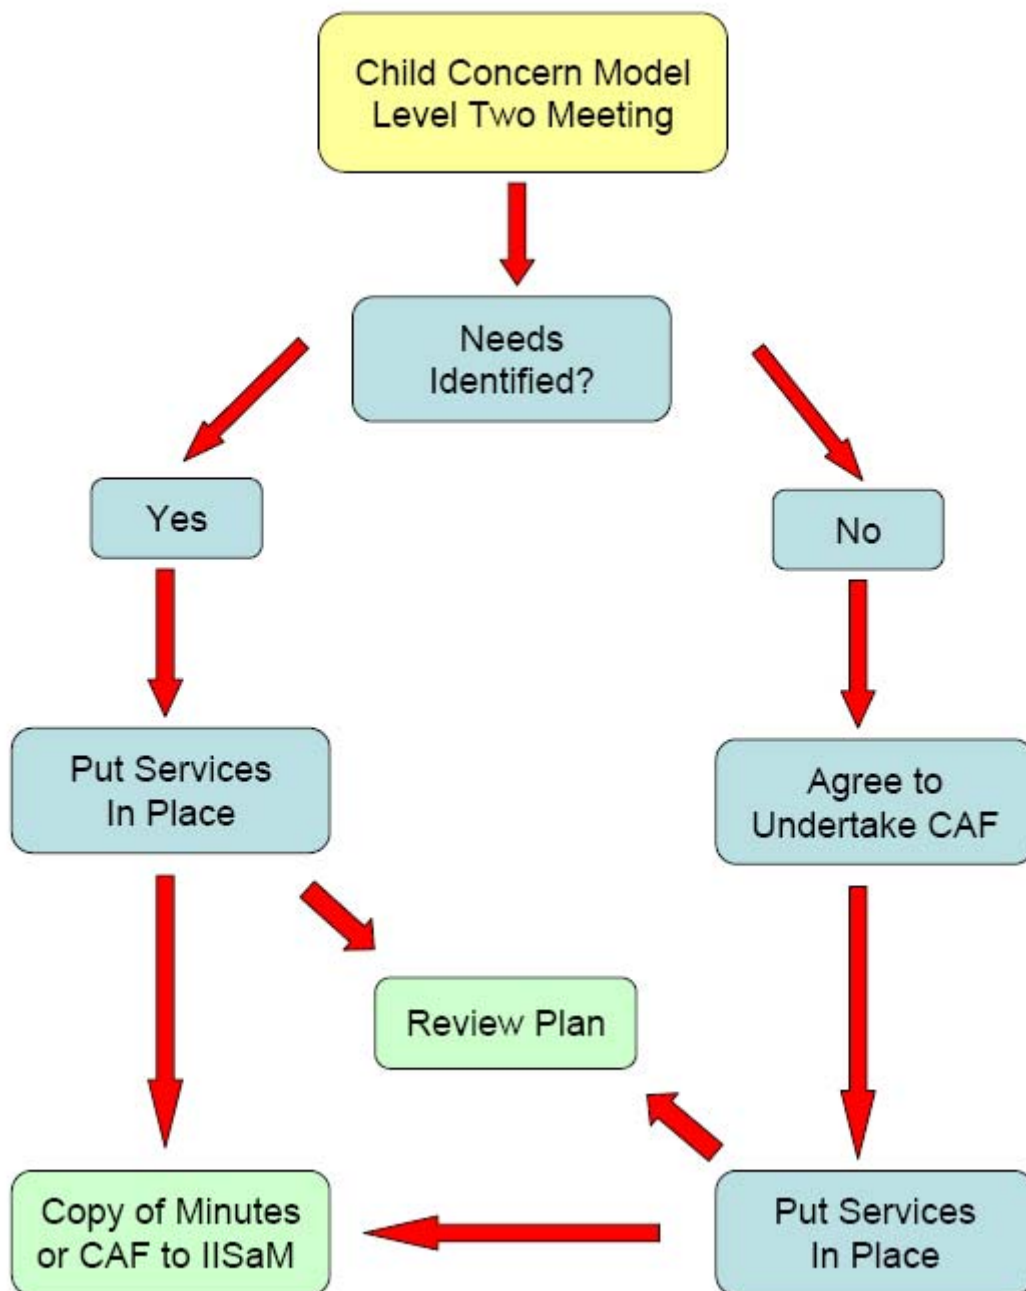 Child Concern Model
Level Two Meeting
Needs
Identified?
Yes
No
Put Services
In Place
Agree to
Undertake CAF
Review Plan
Copy of Minutes
or CAF to IISaM
Put Services
In Place